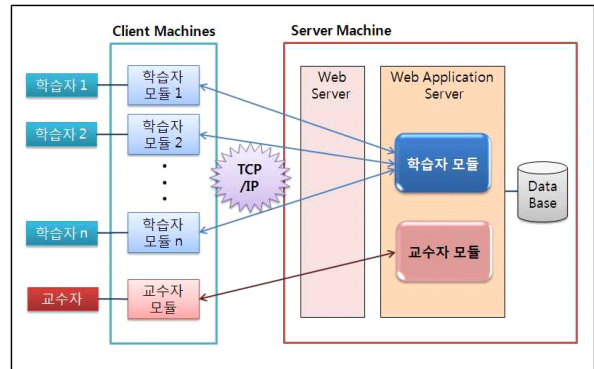 Client Machines
Server Machine
학습자 1
학습자
모듈 1
학습자 2
학습자
모듈 2
학습자 n
학습자
모듈 n
교수자
교수자
모듈
TCP
/IP
Web
Server
Web Application
Server
학습자 모듈
교수자 모듈
Data
Base